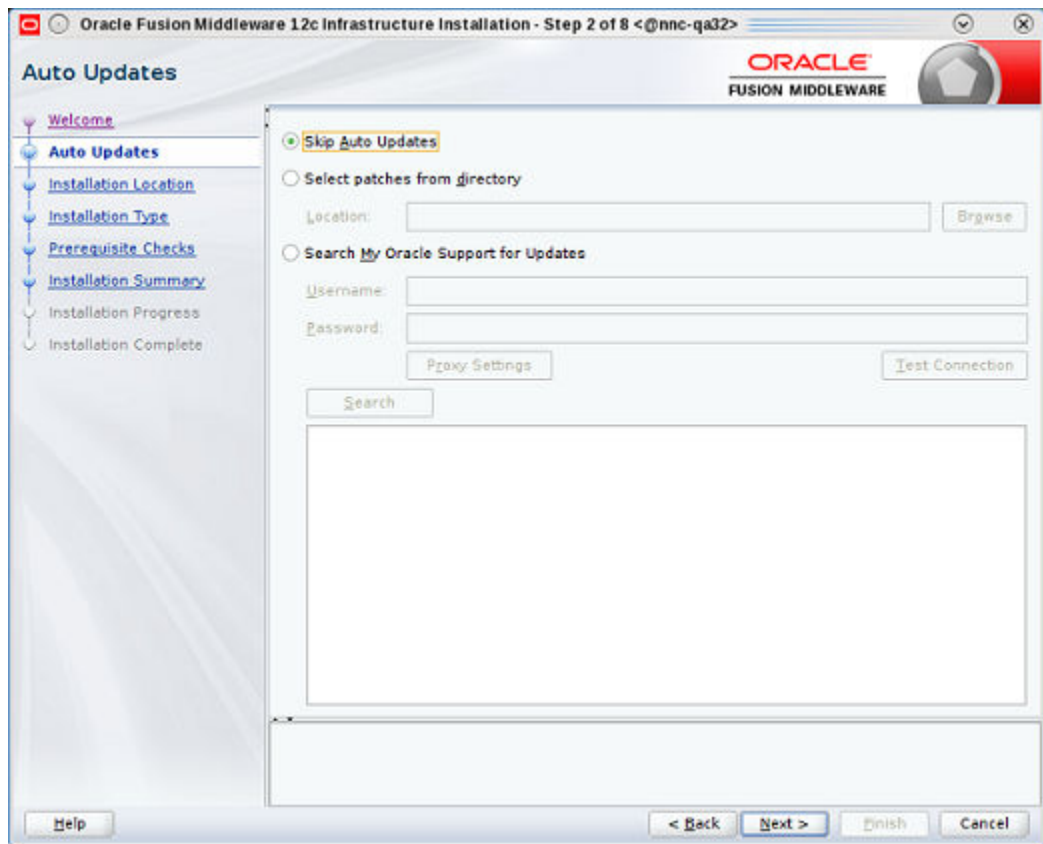 Oracle Fusion Middleware 12c Infrastructure Installation - Step 2 of 8 <@nnc-qa32>
Auto Updates
ORACLE
FUSION MIDDLEWARE
Welcome
Auto Updates
Installation Location
Installation Type
Prerequisite Checks
Installation Summary
Installation Progress
Installation Complete
Skip Auto Updates
Select patches from directory
Location: Browse
Search My Oracle Support for Updates
Username:
Password:
Proxy Settings Test Connection
Search
Help < Back Next > Finish Cancel